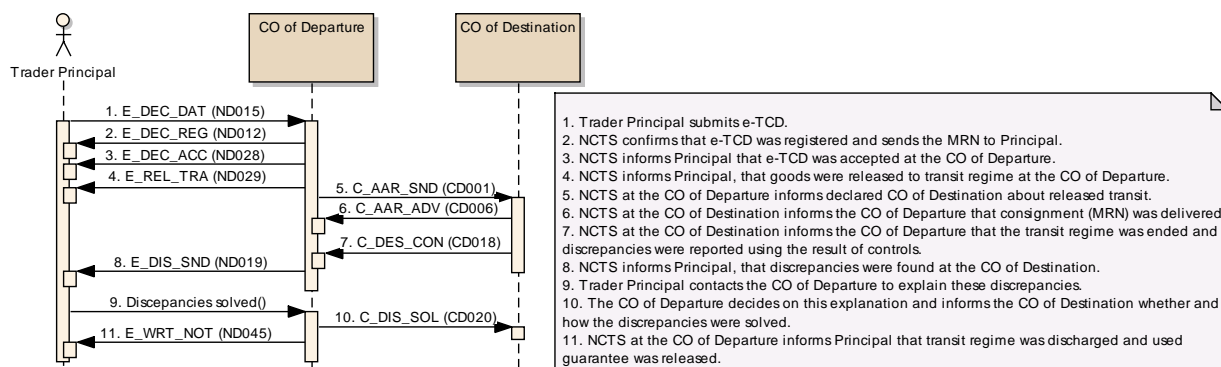 CO of Departure
CO of Destination
Trader Principal
1. E_DEC_DAT (ND015)
2. E_DEC_REG (ND012)
3. E_DEC_ACC (ND028)
4. E_REL_TRA (ND029)
5. C_AAR_SND (CD001)
6. C_AAR_ADV (CD006)
7. C_DES_CON (CD018)
8. E_DIS_SND (ND019)
9. Discepancies solved()
10. C_DIS_SOL (CD020)
11. E_WRT_NOT (ND045)
1. Trader Principal submits e-TCD.
2. NCTS confirms that e-TCD was registered and sends the MRN to Principal.
3. NCTS informs Principal that e-TCD was accepted at the CO of Departure.
4. NCTS informs Principal, that goods were released to transit regime at the CO of Departure.
5. NCTS at the CO of Departure informs declared CO of Destination about released transit.
6. NCTS at the CO of Destination informs the CO of Departure that consignment (MRN) was delivered
7. NCTS at the CO of Destination informs the CO of Departure that the transit regime was ended and
discrepancies were reported using the result of controls.
8. NCTS informs Principal, that discrepancies were found at the CO of Destination.
9. Trader Principal contacts the CO of Departure to explain these discrepancies.
10. The CO of Departure decides on this explanation and informs the CO of Destination whether and
how the discrepancies were solved.
11. NCTS at the CO of Departure informs Principal that transit regime was discharged and used
guarantee was released.